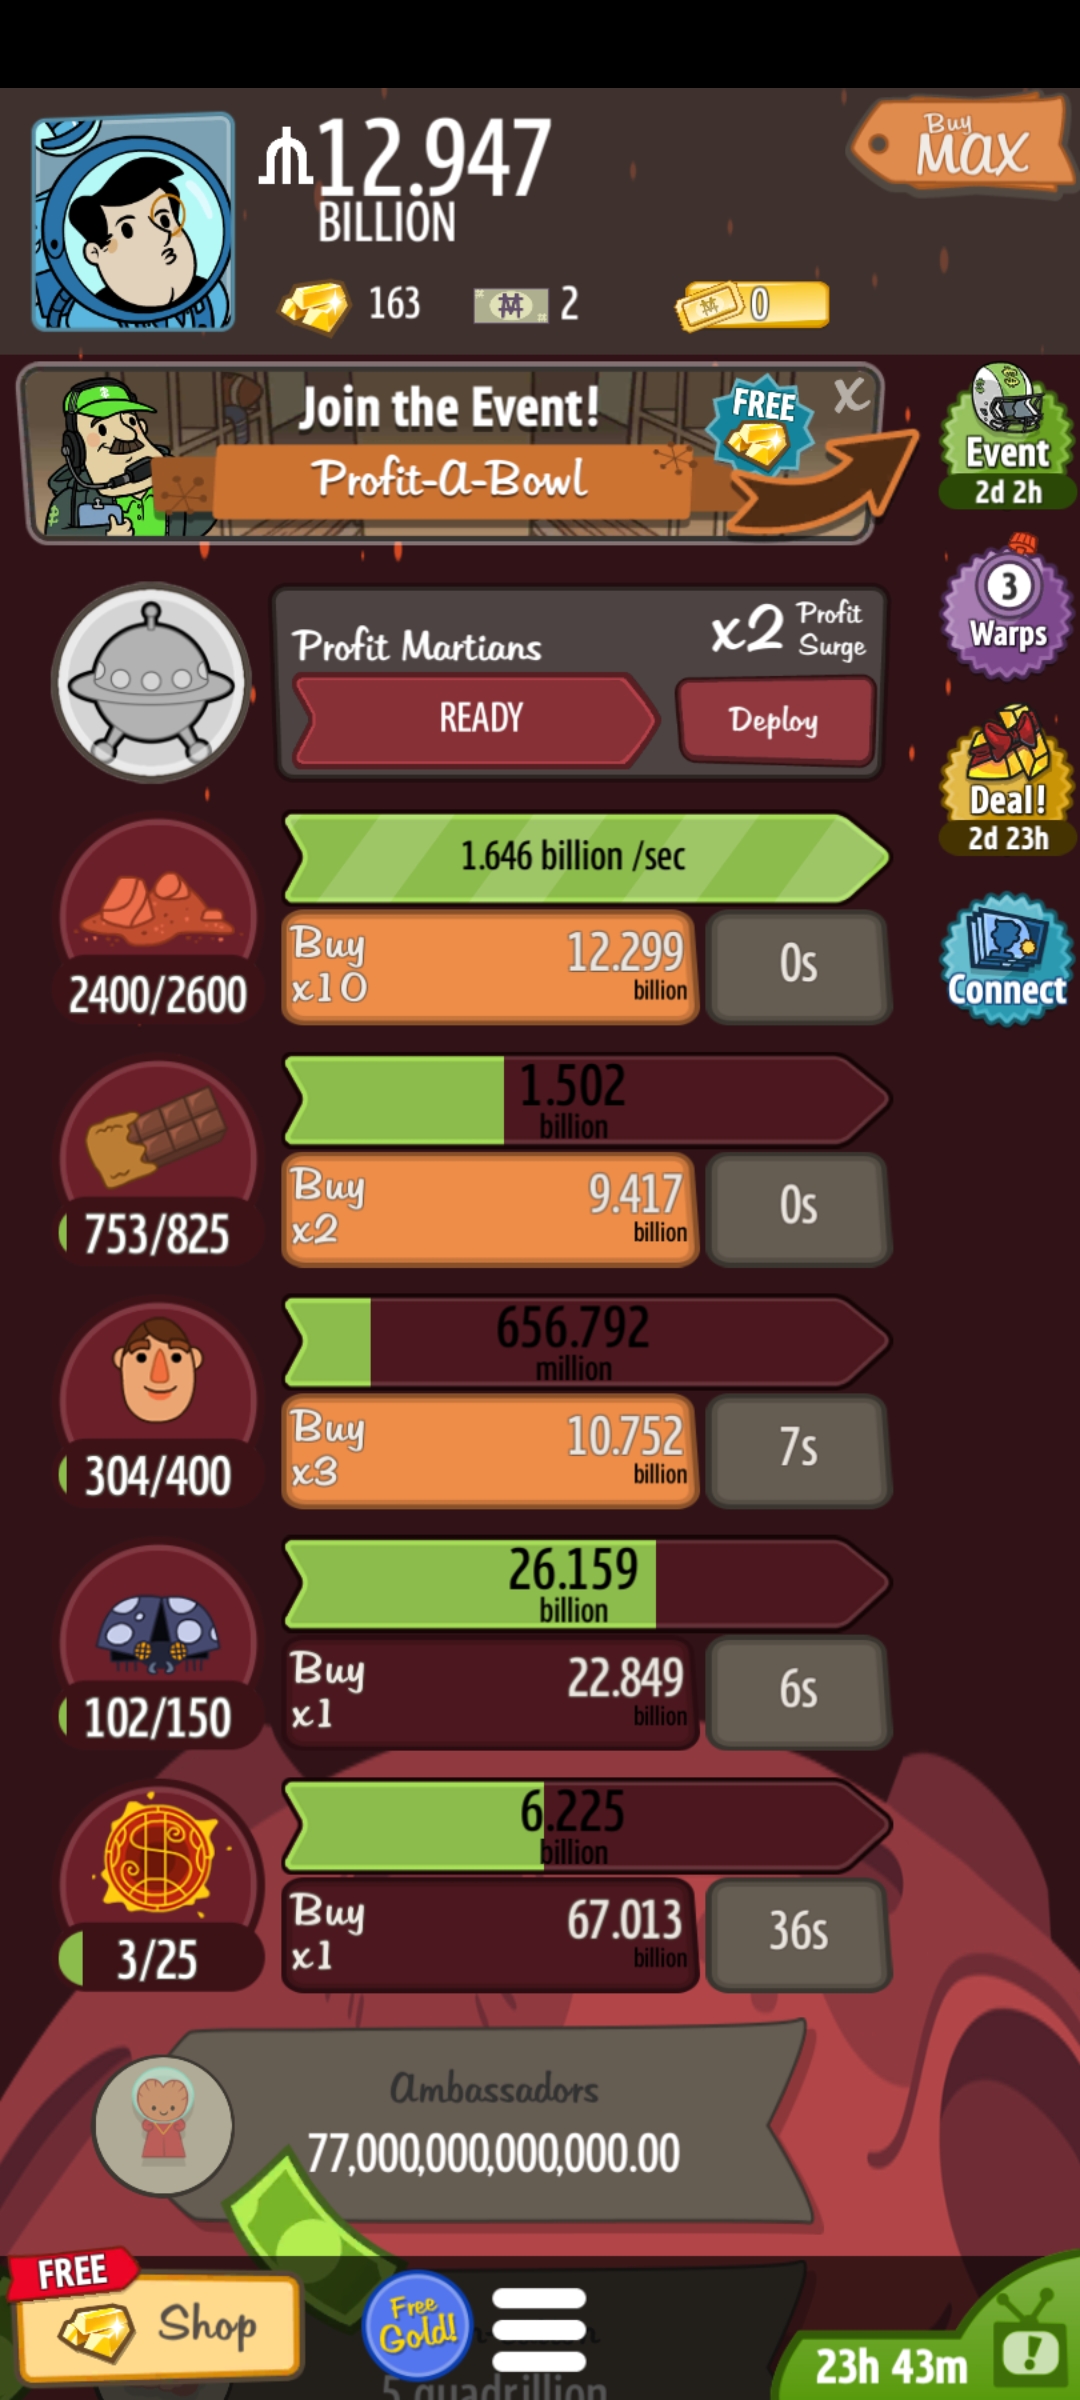 12.947
BILLION
Buy
MAX
163
2
0
Join the Event!
Profit-A-Bowl
FREE
X
Event
2d 2h
3
Warps
Profit Martians
x2 Profit Surge
READY
Deploy
Deal!
2d 23h
1.646 billion /sec
Buy
x10
12.299
billion
0s
2400/2600
Connect
1.502
billion
Buy
x2
9.417
billion
0s
753/825
656.792
million
Buy
x3
10.752
billion
7s
304/400
26.159
billion
Buy
x1
22.849
billion
6s
102/150
6.225
billion
Buy
x1
67.013
billion
36s
3/25
Ambassadors
77,000,000,000,000.00
FREE
Shop
Free
Gold!
5 quadrillion
23h 43m